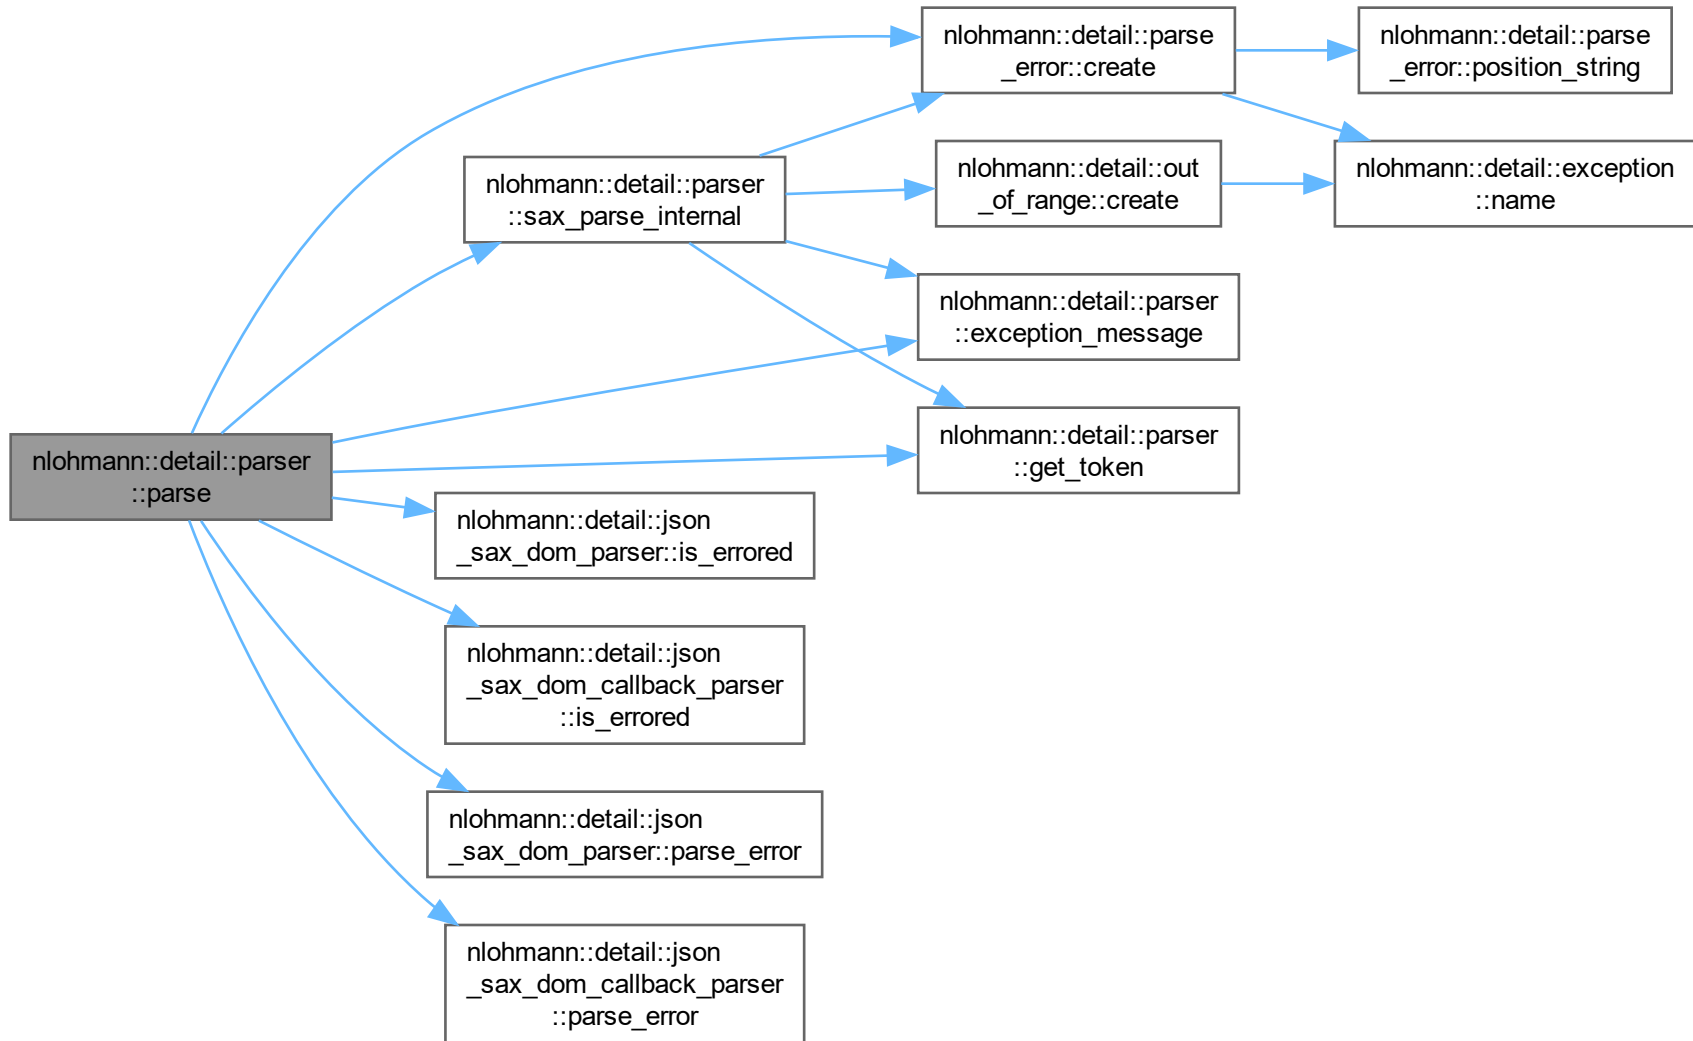 nlohmann::detail::parse
_error::create
nlohmann::detail::parse
_error::position_string
nlohmann::detail::out
_of_range::create
nlohmann::detail::exception
::name
nlohmann::detail::parser
::sax_parse_internal
nlohmann::detail::parser
::exception_message
nlohmann::detail::parser
::get_token
nlohmann::detail::parser
::parse
nlohmann::detail::json
_sax_dom_parser::is_errored
nlohmann::detail::json
_sax_dom_callback_parser
::is_errored
nlohmann::detail::json
_sax_dom_parser::parse_error
nlohmann::detail::json
_sax_dom_callback_parser
::parse_error